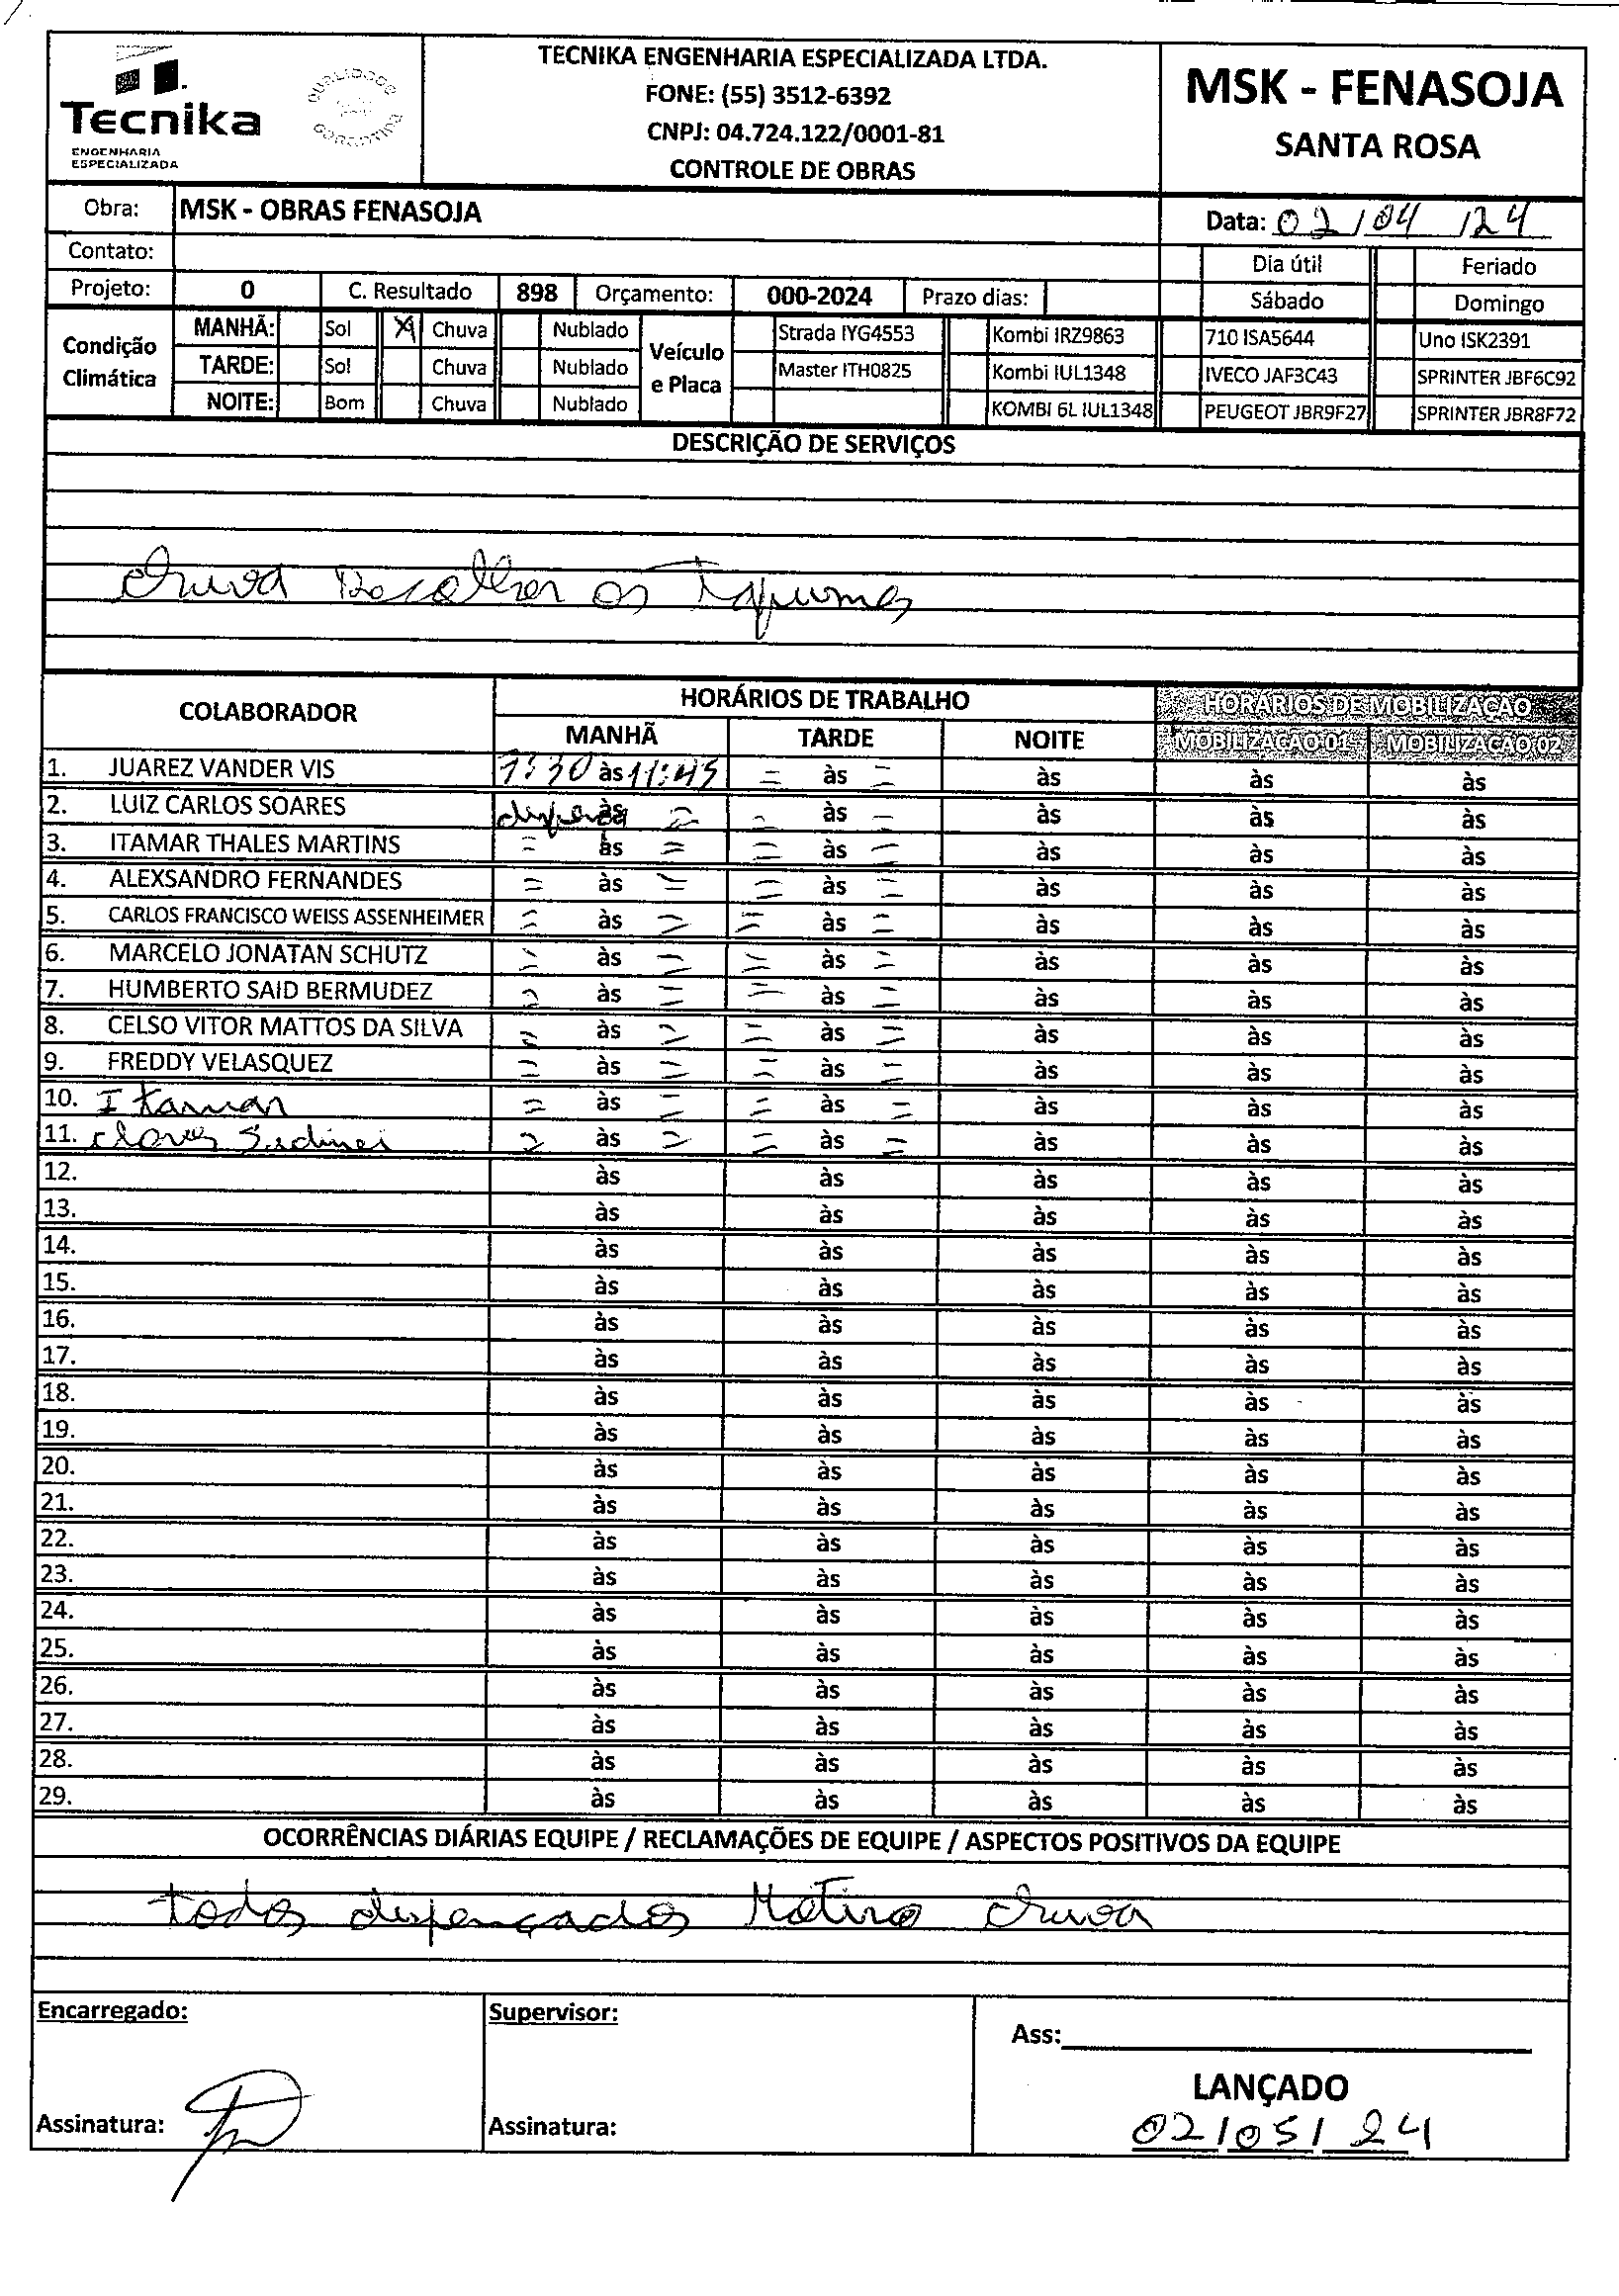 Tecnika
ENGENHARIA
ESPECIALIZADA
QUALIDADE
GARANTIDA
TECNIKA ENGENHARIA ESPECIALIZADA LTDA.
FONE: (55) 3512-6392
CNPJ: 04.724.122/0001-81
CONTROLE DE OBRAS
MSK - FENASOJA
SANTA ROSA
Obra: MSK - OBRAS FENASOJA
Data: 02/04/24
Contato:
Dia útil Feriado
Projeto: 0 C. Resultado 898 Orçamento: 000-2024 Prazo dias: Sábado Domingo
Condição Climática
MANHÃ: Sol X Chuva Nublado
TARDE: Sol Chuva Nublado
NOITE: Bom Chuva Nublado
Veículo e Placa
Strada IYG4553 Kombi IRZ9863 710 ISA5644 Uno ISK2391
Master ITH0825 Kombi IUL1348 IVECO JAF3C43 SPRINTER JBF6C92
KOMBI 6L IUL1348 PEUGEOT JBR9F27 SPRINTER JBR8F72
DESCRIÇÃO DE SERVIÇOS
Chuva Recolher os Tapumes
COLABORADOR HORÁRIOS DE TRABALHO HORÁRIOS DE MOBILIZAÇÃO
MANHÃ TARDE NOITE MOBILIZACAO 01 MOBILIZACAO 02
1. JUAREZ VANDER VIS 7:30 às 11:45 = às = às às às
2. LUIZ CARLOS SOARES às = = às = às às às
3. ITAMAR THALES MARTINS = às = = às = às às às
4. ALEXSANDRO FERNANDES = às = = às = às às às
5. CARLOS FRANCISCO WEISS ASSENHEIMER = às = = às = às às às
6. MARCELO JONATAN SCHUTZ = às = = às = às às às
7. HUMBERTO SAID BERMUDEZ = às = = às = às às às
8. CELSO VITOR MATTOS DA SILVA = às = = às = às às às
9. FREDDY VELASQUEZ = às = = às = às às às
10. Itamar = às = = às = às às às
11. = às = = às = às às às
12. às às às às às
13. às às às às às
14. às às às às às
15. às às às às às
16. às às às às às
17. às às às às às
18. às às às às às
19. às às às às às
20. às às às às às
21. às às às às às
22. às às às às às
23. às às às às às
24. às às às às às
25. às às às às às
26. às às às às às
27. às às às às às
28. às às às às às
29. às às às às às
OCORRÊNCIAS DIÁRIAS EQUIPE / RECLAMAÇÕES DE EQUIPE / ASPECTOS POSITIVOS DA EQUIPE
todos dispençados Motivo chuva
Encarregado: Supervisor:
Ass:
LANÇADO
Assinatura: Assinatura:
02/05/24